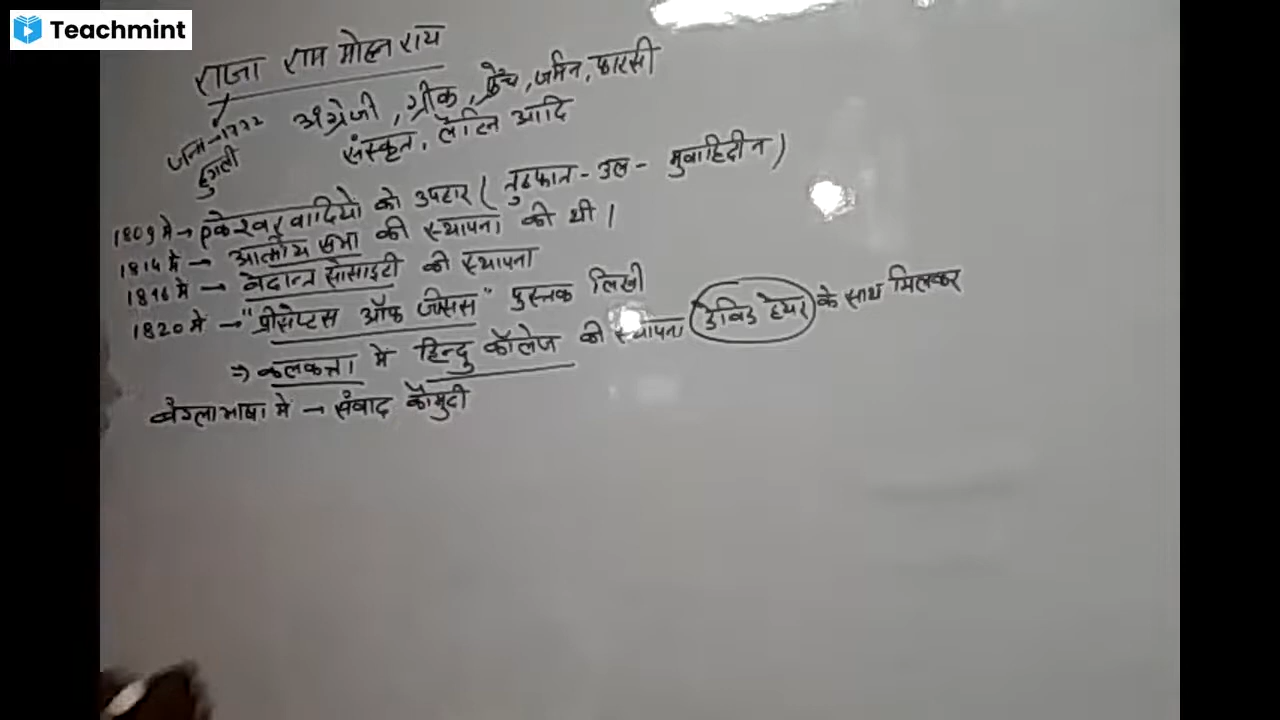 Teachmint
राजा राम मोहन राय
जन्म→1772
हुगली
अंग्रेजी, ग्रीक, फ्रेंच, जर्मन, फारसी
संस्कृत, लैटिन आदि
1809 में → एकेश्वरवादियो को उपहार ( तुहफात-उल-मुवाहिदीन )
1814 में → आत्मीय सभा की स्थापना की थी।
1816 में → वेदान्त सोसाइटी की स्थापना
1820 में → "प्रीसेप्टस ऑफ जीसस" पुस्तक लिखी
⇒ कलकत्ता में हिन्दु कॉलेज की स्थापना डेविड हेयर के साथ मिलकर
बंग्ला भाषा में → संवाद कौमुदी